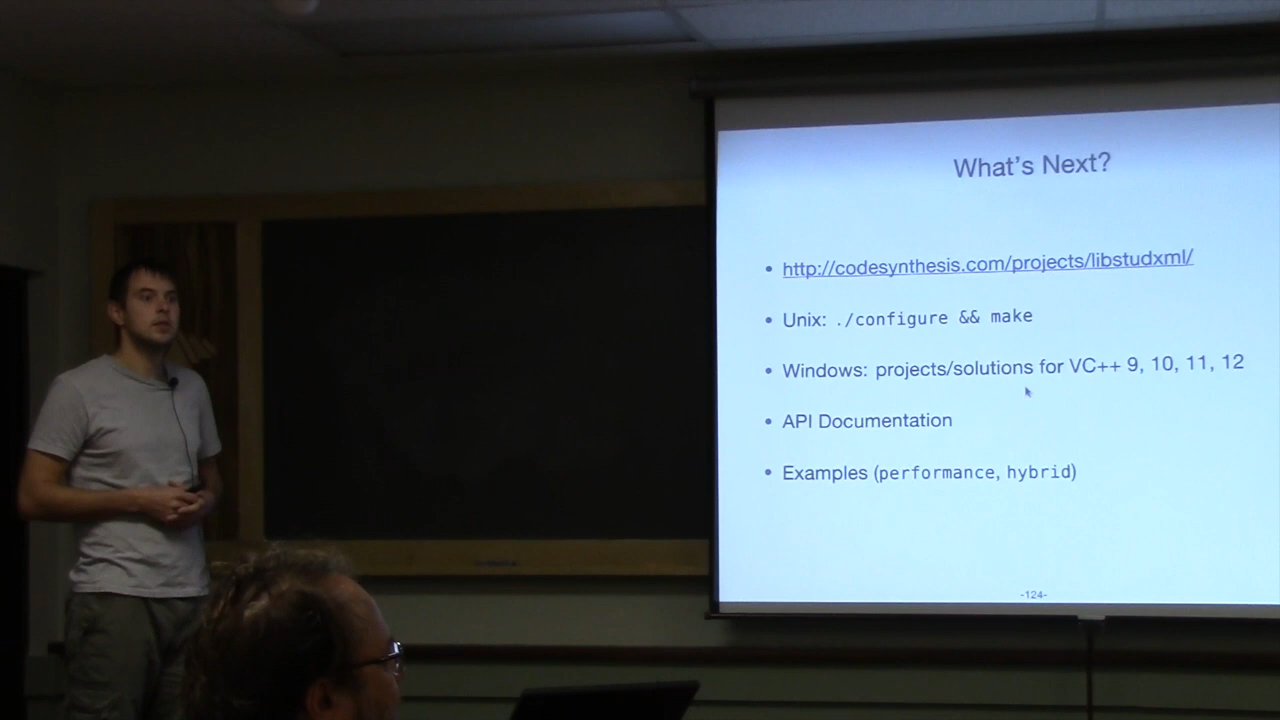 What's Next?
• http://codesynthesis.com/projects/libstudxml/
• Unix: ./configure && make
• Windows: projects/solutions for VC++ 9, 10, 11, 12
• API Documentation
• Examples (performance, hybrid)
-124-